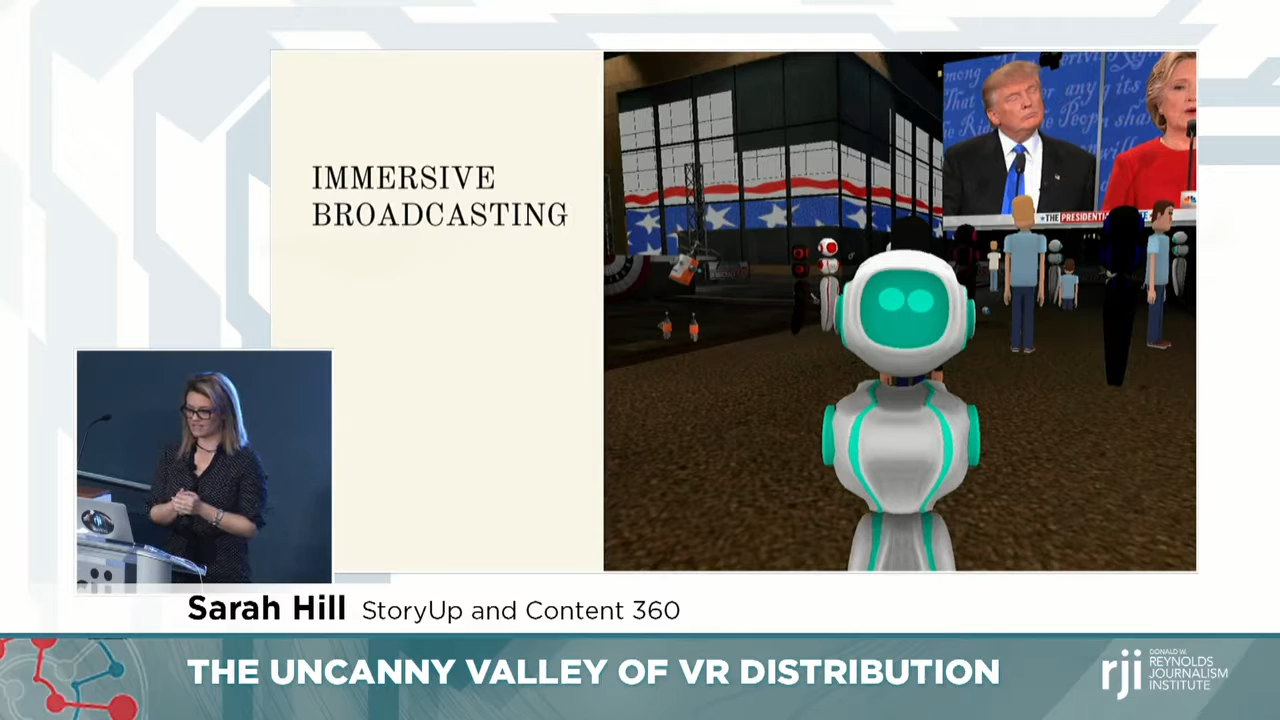 IMMERSIVE
BROADCASTING
THE PRESIDENTIA
Sarah Hill StoryUp and Content 360
THE UNCANNY VALLEY OF VR DISTRIBUTION
rji DONALD W.
REYNOLDS
JOURNALISM
INSTITUTE